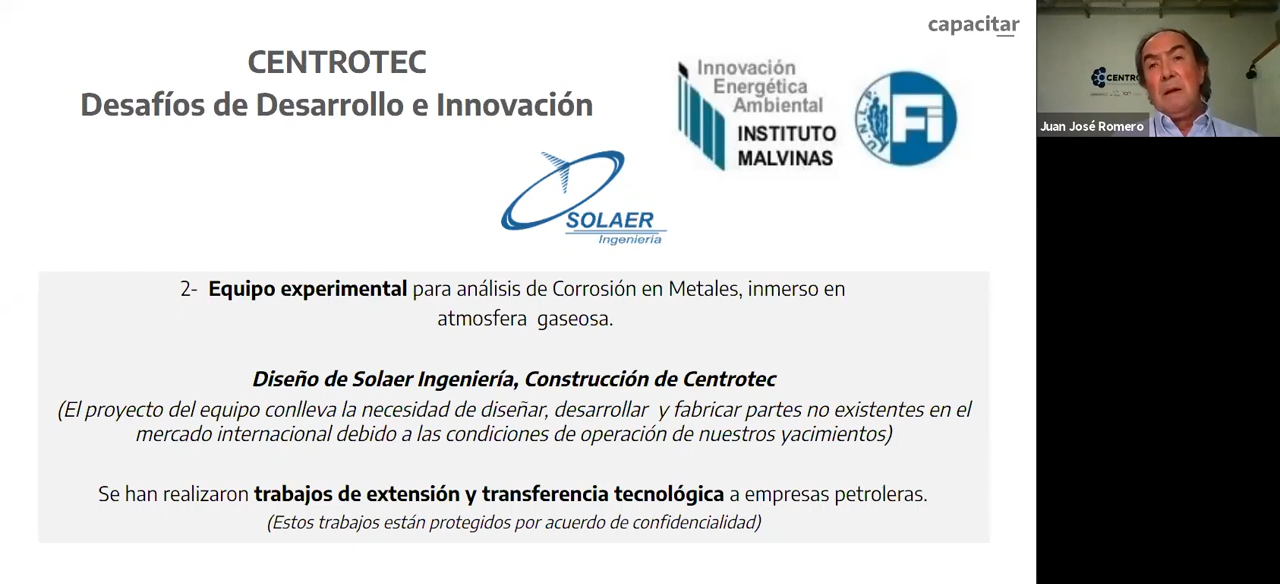 capacitar
CENTROTEC
Desafíos de Desarrollo e Innovación
Innovación
Energética
Ambiental
INSTITUTO
MALVINAS
U.N.L.P.
Fi
SOLAER
Ingeniería
2- Equipo experimental para análisis de Corrosión en Metales, inmerso en
atmosfera gaseosa.
Diseño de Solaer Ingeniería, Construcción de Centrotec
(El proyecto del equipo conlleva la necesidad de diseñar, desarrollar y fabricar partes no existentes en el
mercado internacional debido a las condiciones de operación de nuestros yacimientos)
Se han realizaron trabajos de extensión y transferencia tecnológica a empresas petroleras.
(Estos trabajos están protegidos por acuerdo de confidencialidad)
CENTRO
Juan José Romero